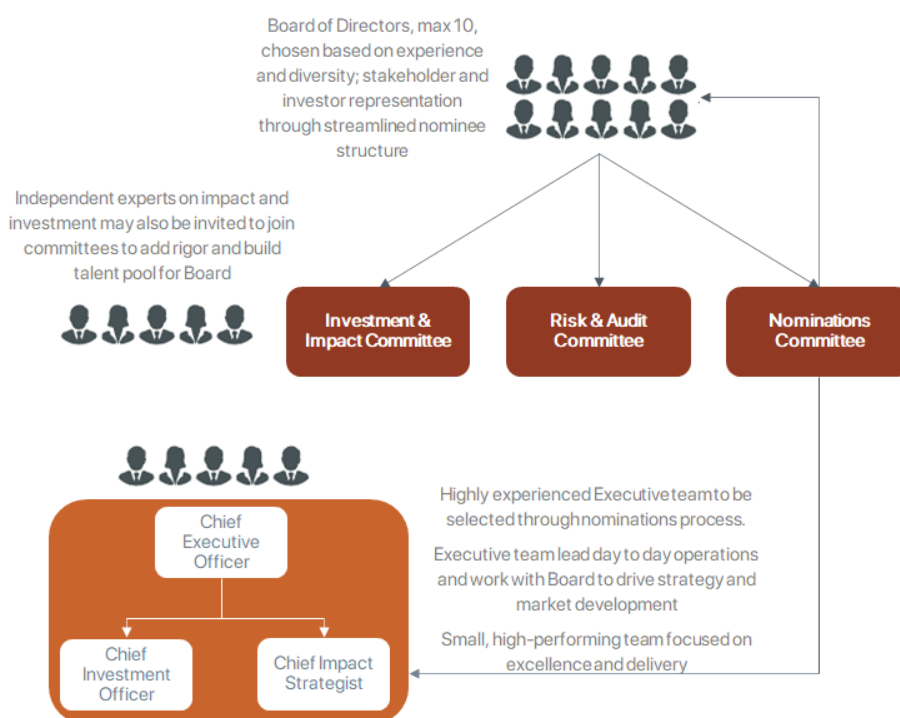 Board of Directors, max 10,
chosen based on experience
and diversity; stakeholder and
investor representation
through streamlined nominee
structure
Independent experts on impact and
investment may also be invited to join
committees to add rigor and build
talent pool for Board
Investment &
Impact Committee
Risk & Audit
Committee
Nominations
Committee
Chief
Executive
Officer
Chief
Investment
Officer
Chief Impact
Strategist
Highly experienced Executive team to be
selected through nominations process.
Executive team lead day to day operations
and work with Board to drive strategy and
market development
Small, high-performing team focused on
excellence and delivery